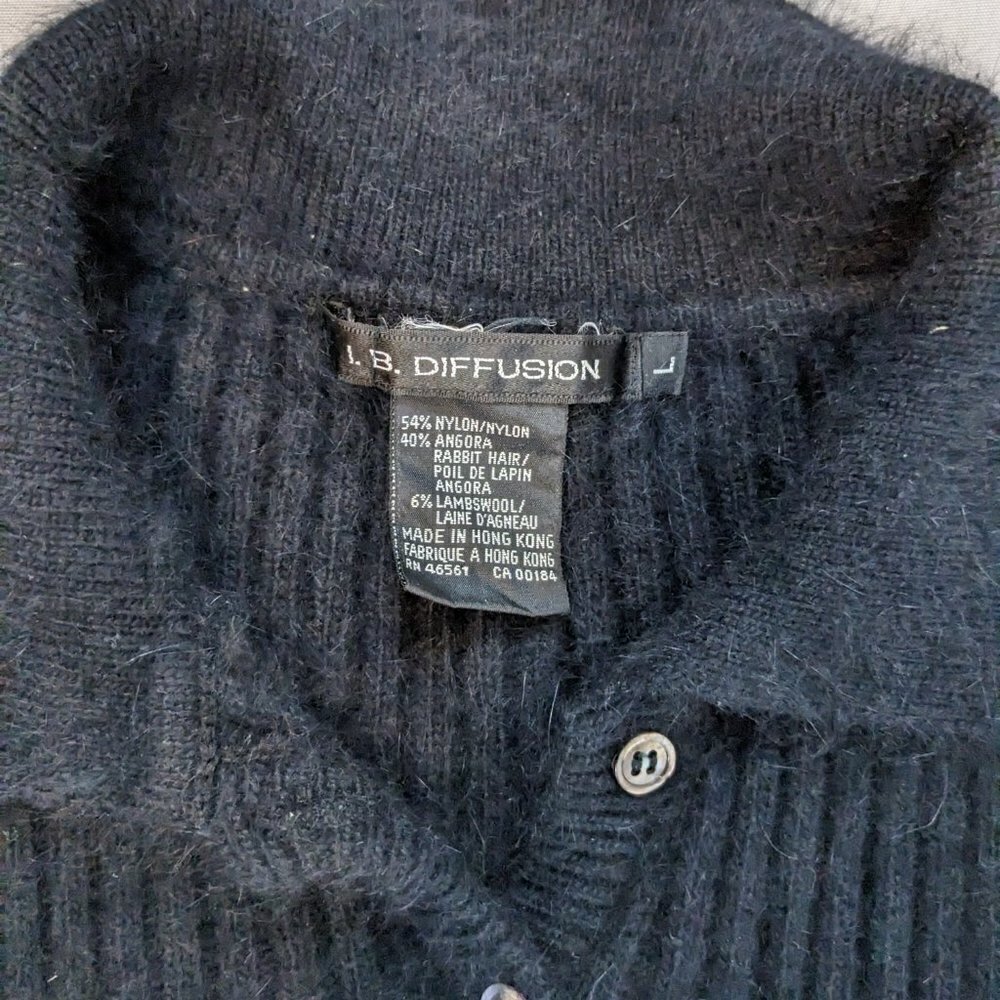 I. B. DIFFUSION L
54% NYLON/NYLON
40% ANGORA
RABBIT HAIR/
POIL DE LAPIN
ANGORA
6% LAMBSWOOL/
LAINE D'AGNEAU
MADE IN HONG KONG
FABRIQUE A HONG KONG
RN 46561 CA 00184